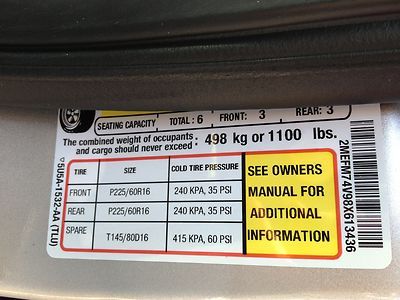 SEATING CAPACITY TOTAL: 6 FRONT: 3 REAR: 3
The combined weight of occupants
and cargo should never exceed: 498 kg or 1100 lbs.
TIRE SIZE COLD TIRE PRESSURE
FRONT P225/60R16 240 KPA, 35 PSI
REAR P225/60R16 240 KPA, 35 PSI
SPARE T145/80D16 415 KPA, 60 PSI
SEE OWNERS
MANUAL FOR
ADDITIONAL
INFORMATION
5USA-1532-AA (TLU)
2MEFM74V98X613436